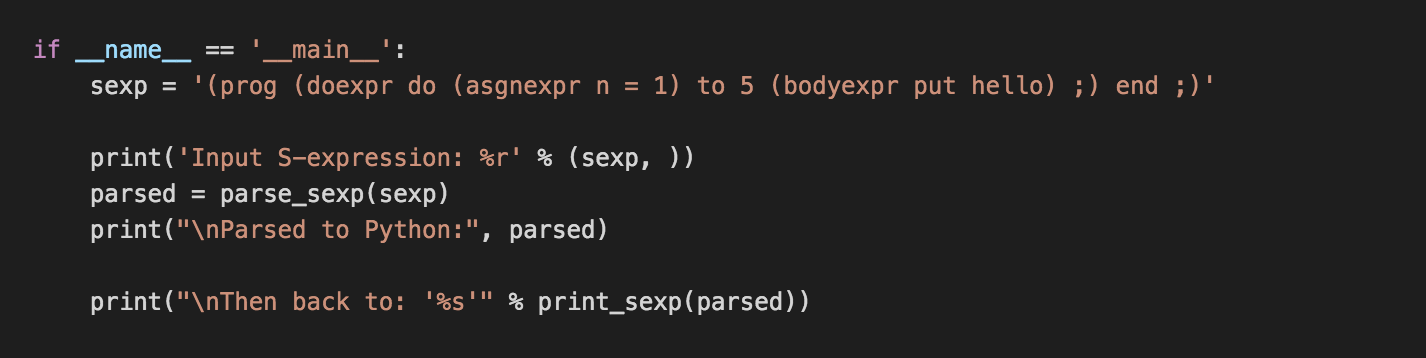 if __name__ == '__main__':
    sexp = '(prog (doexpr do (asgnexpr n = 1) to 5 (bodyexpr put hello) ;) end ;)'

    print('Input S-expression: %r' % (sexp, ))
    parsed = parse_sexp(sexp)
    print("\nParsed to Python:", parsed)

    print("\nThen back to: '%s'" % print_sexp(parsed))